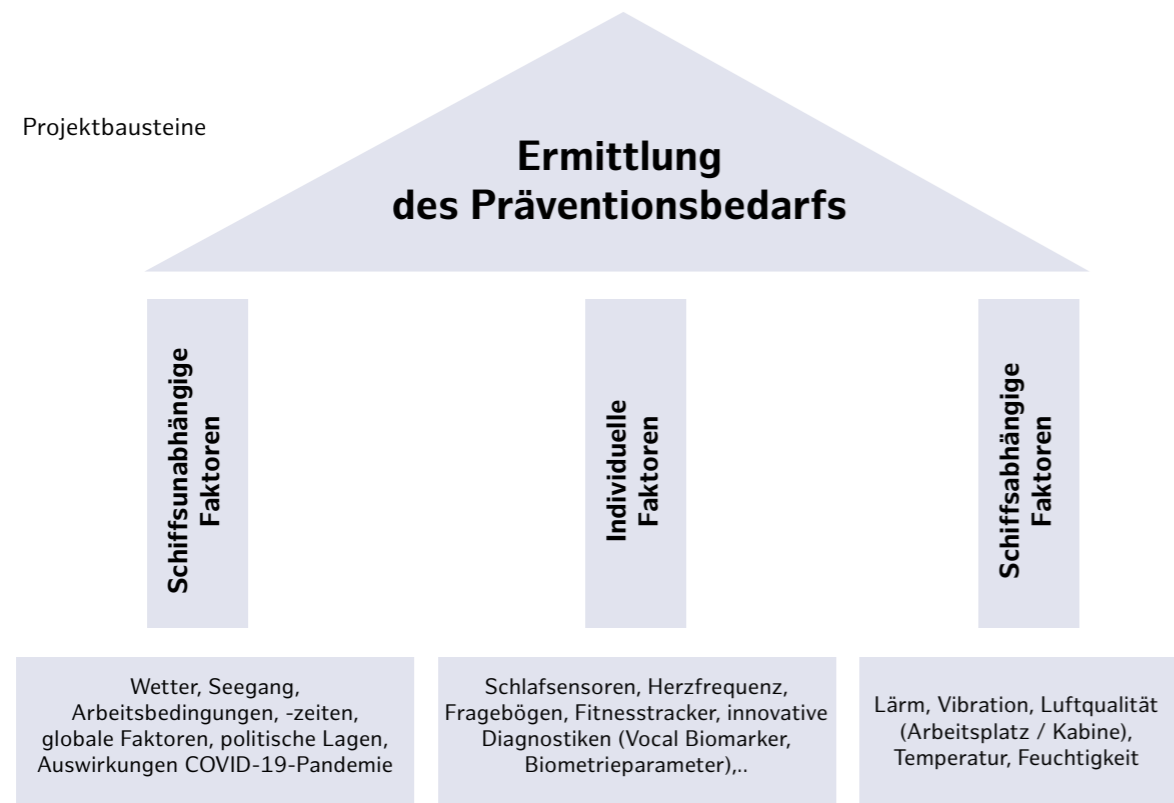 Projektbausteine
Ermittlung
des Präventionsbedarfs
Schiffsunabhängige
Faktoren
Individuelle
Faktoren
Schiffsabhängige
Faktoren
Wetter, Seegang,
Arbeitsbedingungen, -zeiten,
globale Faktoren, politische Lagen,
Auswirkungen COVID-19-Pandemie
Schlafsensoren, Herzfrequenz,
Fragebögen, Fitnesstracker, innovative
Diagnostiken (Vocal Biomarker,
Biometrieparameter),..
Lärm, Vibration, Luftqualität
(Arbeitsplatz / Kabine),
Temperatur, Feuchtigkeit